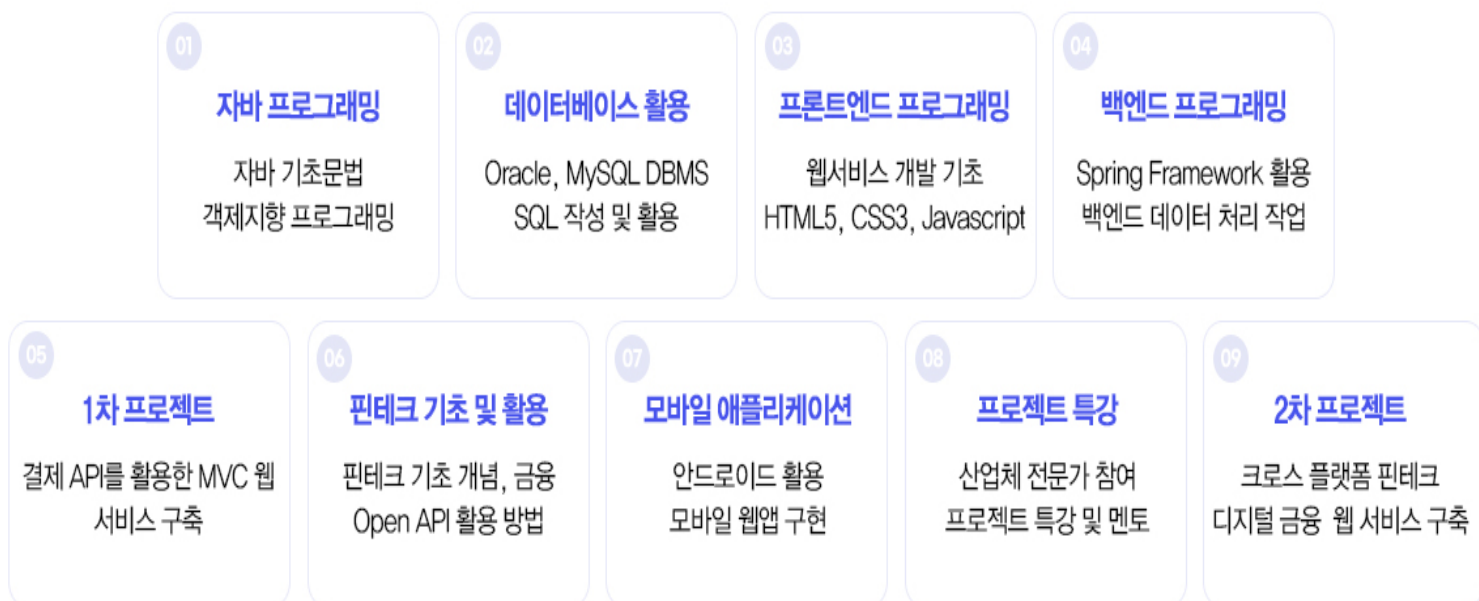 01
자바 프로그래밍
자바 기초문법
객제지향 프로그래밍
02
데이터베이스 활용
Oracle, MySQL DBMS
SQL 작성 및 활용
03
프론트엔드 프로그래밍
웹서비스 개발 기초
HTML5, CSS3, Javascript
04
백엔드 프로그래밍
Spring Framework 활용
백엔드 데이터 처리 작업
05
1차 프로젝트
결제 API를 활용한 MVC 웹
서비스 구축
06
핀테크 기초 및 활용
핀테크 기초 개념, 금융
Open API 활용 방법
07
모바일 애플리케이션
안드로이드 활용
모바일 웹앱 구현
08
프로젝트 특강
산업체 전문가 참여
프로젝트 특강 및 멘토
09
2차 프로젝트
크로스 플랫폼 핀테크
디지털 금융 웹 서비스 구축